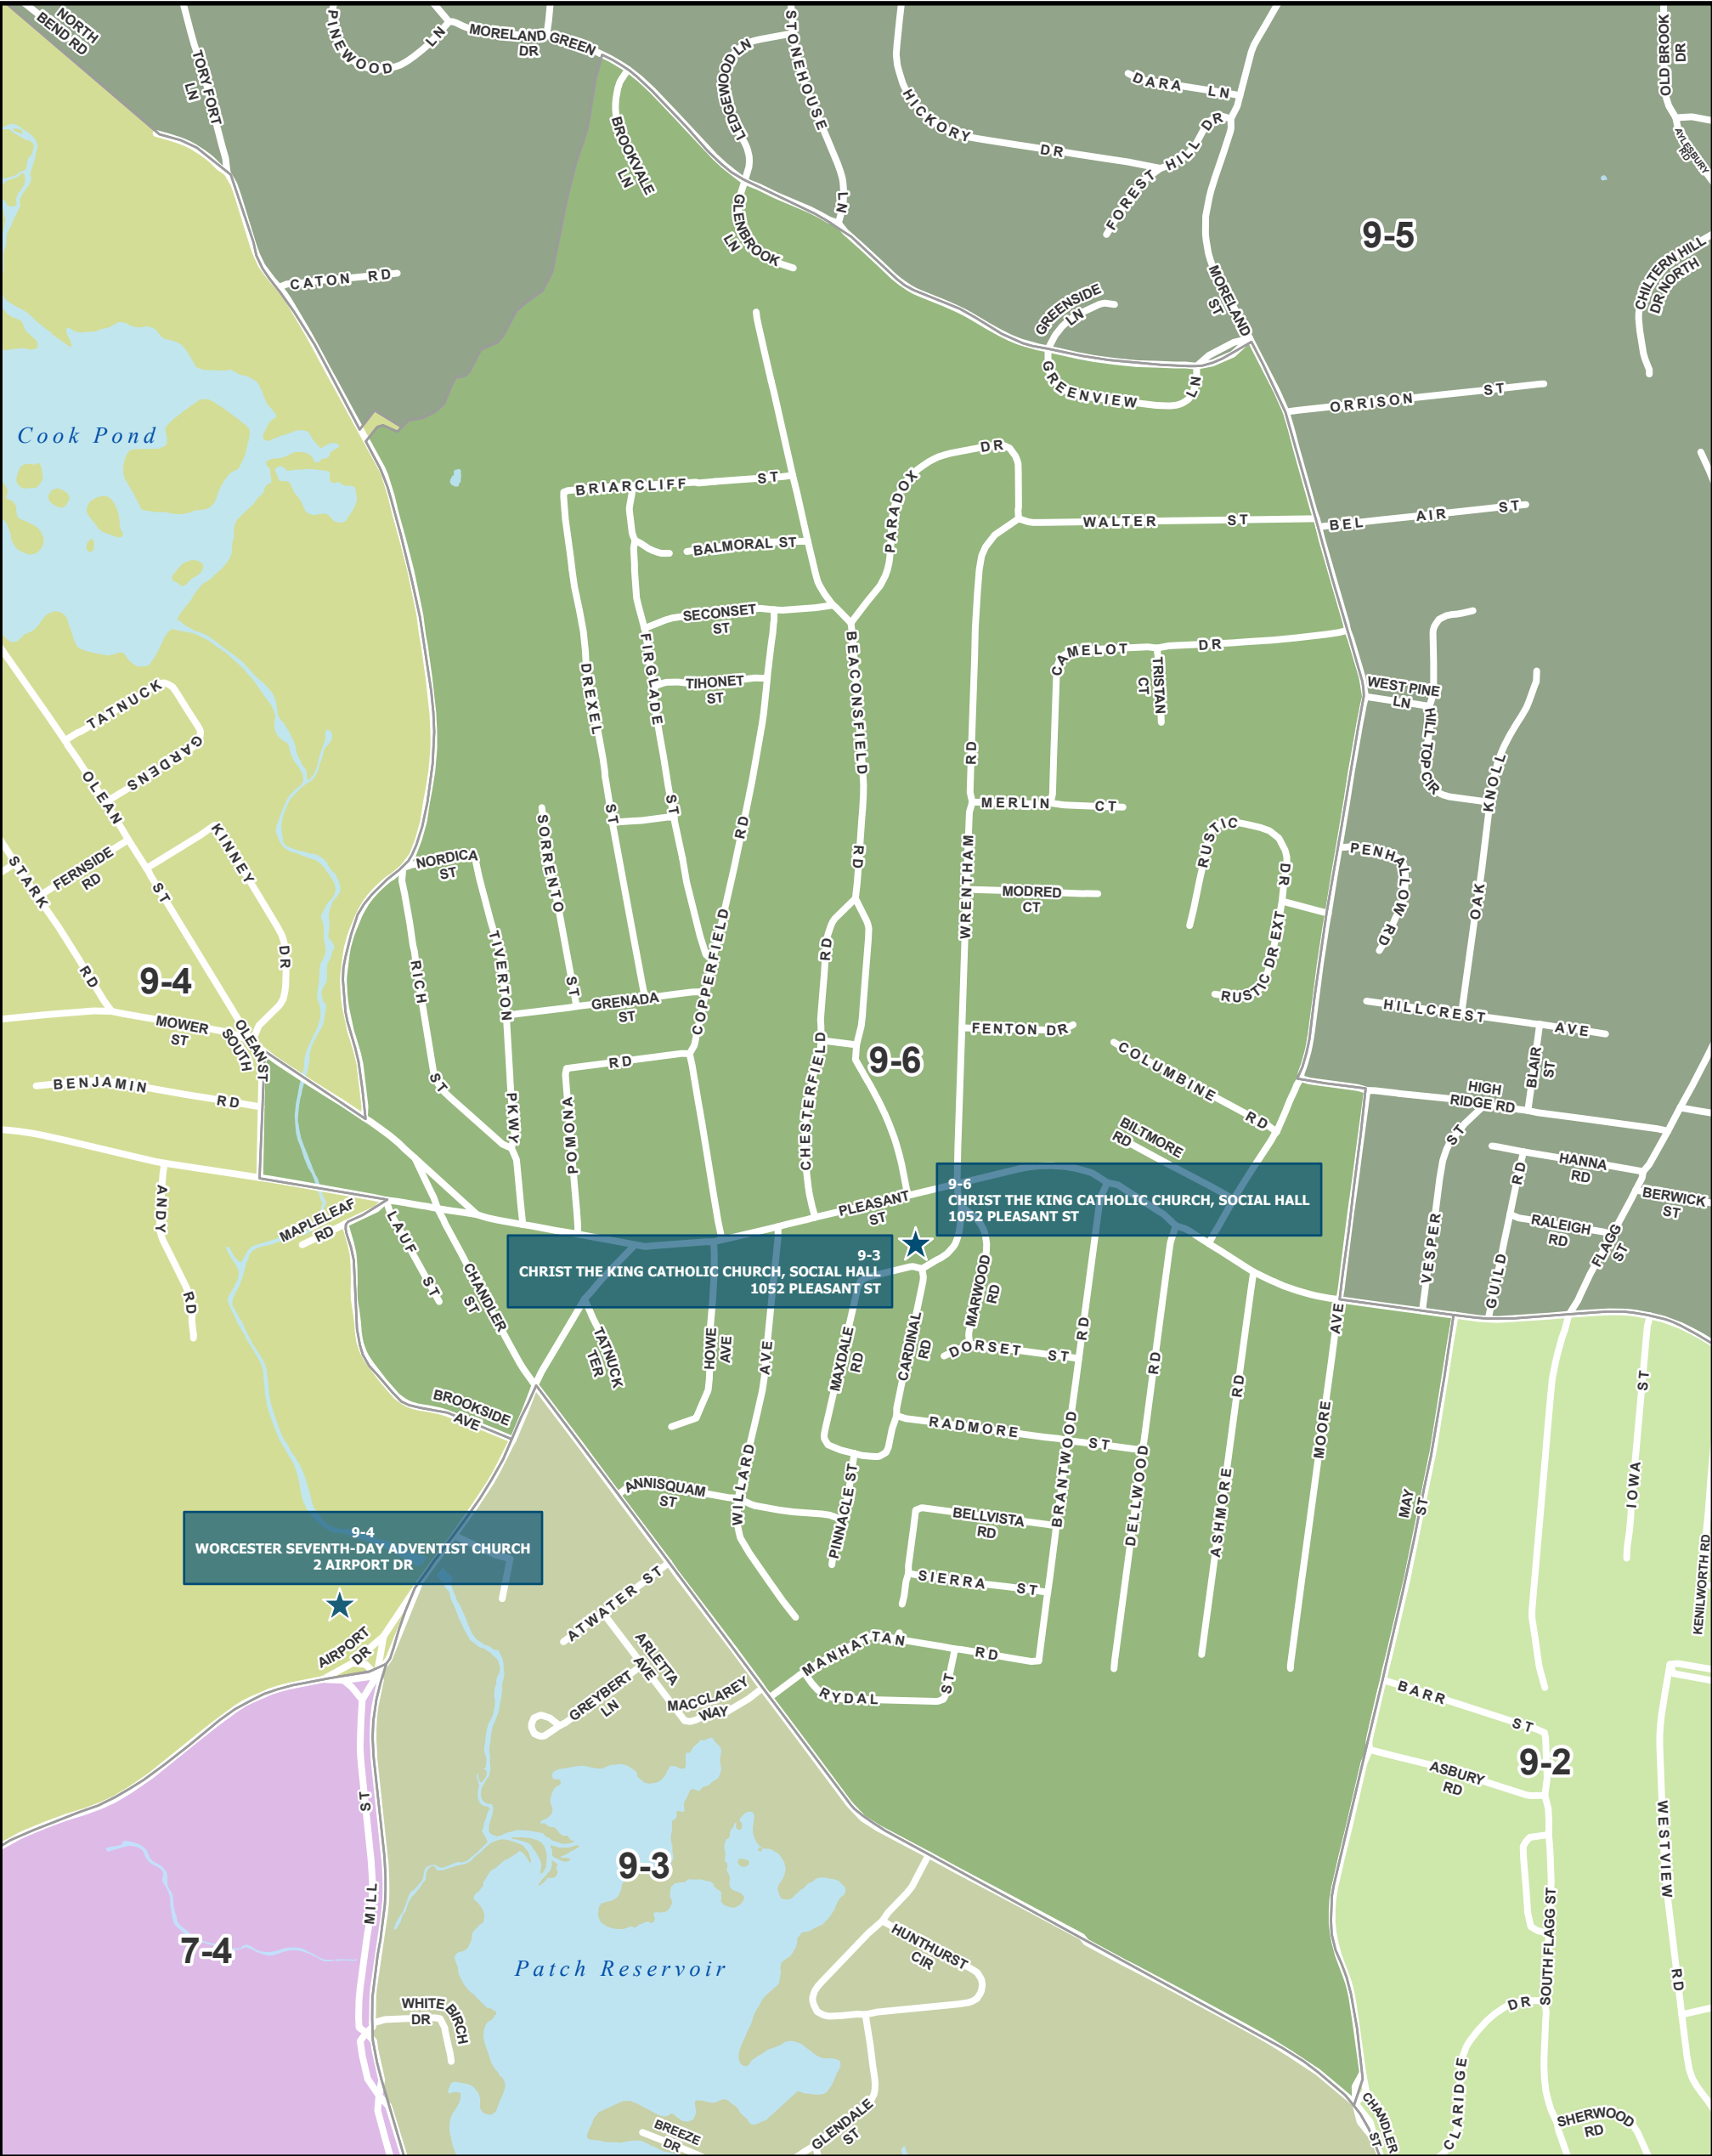 NORTH
BEND RD
TORY FORT
LN
PINEWOOD
LN
MORELAND GREEN
DR
BROOKVALE
LN
LEDGEWOOD LN
STONEHOUSE
LN
GLENBROOK
LN
HICKORY
DR
DARA LN
FOREST HILL DR
OLD BROOK
DR
AYLESBURY
RD
9-5
CHILTERN HILL
DR NORTH
CATON RD
GREENSIDE
LN
MORELAND
ST
GREENVIEW
LN
ORRISON ST
Cook Pond
BRIARCLIFF ST
PARADOX
DR
WALTER ST
BEL AIR ST
BALMORAL ST
SECONSET
ST
TIHONET
ST
DREXEL
ST
FIRGLADE
ST
BEACONSFIELD
RD
CAMELOT DR
TRISTAN
CT
WEST PINE
LN
HILL TOP CIR
KNOLL
OAK
TATNUCK
GARDENS
OLEAN
ST
KINNEY
DR
FERNSIDE
RD
STARK
RD
9-4
MOWER
ST
OLEAN ST
SOUTH
BENJAMIN RD
NORDICA
ST
SORRENTO
ST
RICH
ST
TIVERTON
PKWY
GRENADA
ST
COPPERFIELD
RD
POMONA
RD
RD
CHESTERFIELD
9-6
WRENTHAM
RD
MERLIN CT
MODRED
CT
FENTON DR
RUSTIC
DR
RUSTIC DR EXT
PENHALLOW RD
HILLCREST AVE
BLAIR
ST
HIGH
RIDGE RD
COLUMBINE RD
BILTMORE
RD
HANNA
RD
BERWICK
ST
RALEIGH
RD
VESPER
ST
GUILD
RD
FLAGG
ST
ANDY
RD
MAPLELEAF
RD
LAUF
ST
CHANDLER
ST
PLEASANT
ST
9-6
CHRIST THE KING CATHOLIC CHURCH, SOCIAL HALL
1052 PLEASANT ST
9-3
CHRIST THE KING CATHOLIC CHURCH, SOCIAL HALL
1052 PLEASANT ST
TATNUCK
TER
HOWE
AVE
WILLARD
AVE
MAXDALE
RD
CARDINAL
RD
MARWOOD
RD
DORSET ST
BRANTWOOD
RD
DELLWOOD
RD
ASHMORE
RD
MOORE
AVE
MAY
ST
IOWA
ST
KENILWORTH RD
BROOKSIDE
AVE
RADMORE ST
ANNISQUAM
ST
PINNACLE ST
BELLVISTA
RD
SIERRA ST
MANHATTAN
RD
RYDAL
ST
9-4
WORCESTER SEVENTH-DAY ADVENTIST CHURCH
2 AIRPORT DR
AIRPORT
DR
ATWATER ST
ARLETTA
AVE
GREYBERT
LN
MACCLAREY
WAY
BARR
ST
9-2
ASBURY
RD
WESTVIEW
RD
SOUTH FLAGG ST
CLARIDGE
DR
SHERWOOD
RD
CHANDLER
ST
MILL
ST
7-4
9-3
Patch Reservoir
HUNTHURST
CIR
WHITE BIRCH
DR
BREEZE
DR
GLENDALE
ST